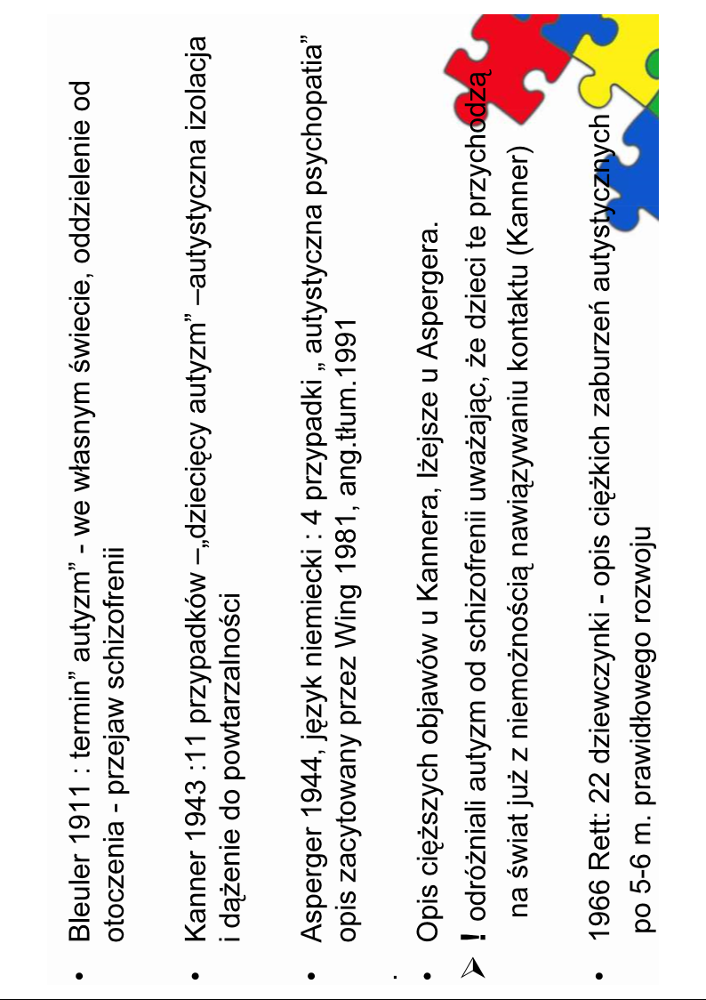 • Bleuler 1911 : termin” autyzm” - we własnym świecie, oddzielenie od
otoczenia - przejaw schizofrenii
• Kanner 1943 :11 przypadków –„dziecięcy autyzm” –autystyczna izolacja
i dążenie do powtarzalności
• Asperger 1944, język niemiecki : 4 przypadki „ autystyczna psychopatia”
opis zacytowany przez Wing 1981, ang.tłum.1991
.
• Opis cięższych objawów u Kannera, lżejsze u Aspergera.
➢ ! odróżniali autyzm od schizofrenii uważając, że dzieci te przychodzą
na świat już z niemożnością nawiązywaniu kontaktu (Kanner)
• 1966 Rett: 22 dziewczynki - opis ciężkich zaburzeń autystycznych
po 5-6 m. prawidłowego rozwoju